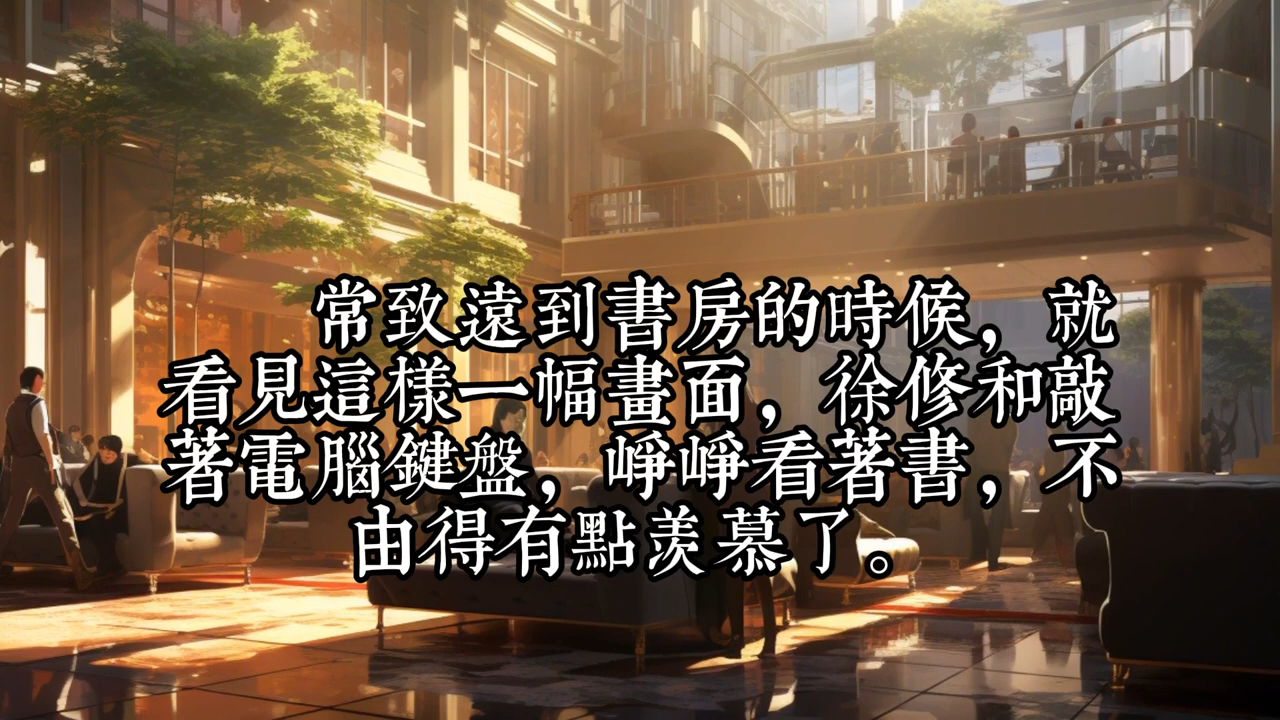 常致遠到書房的時候，就
看見這樣一幅畫面，徐修和敲
著電腦鍵盤，崢崢看著書，不
由得有點羨慕了。